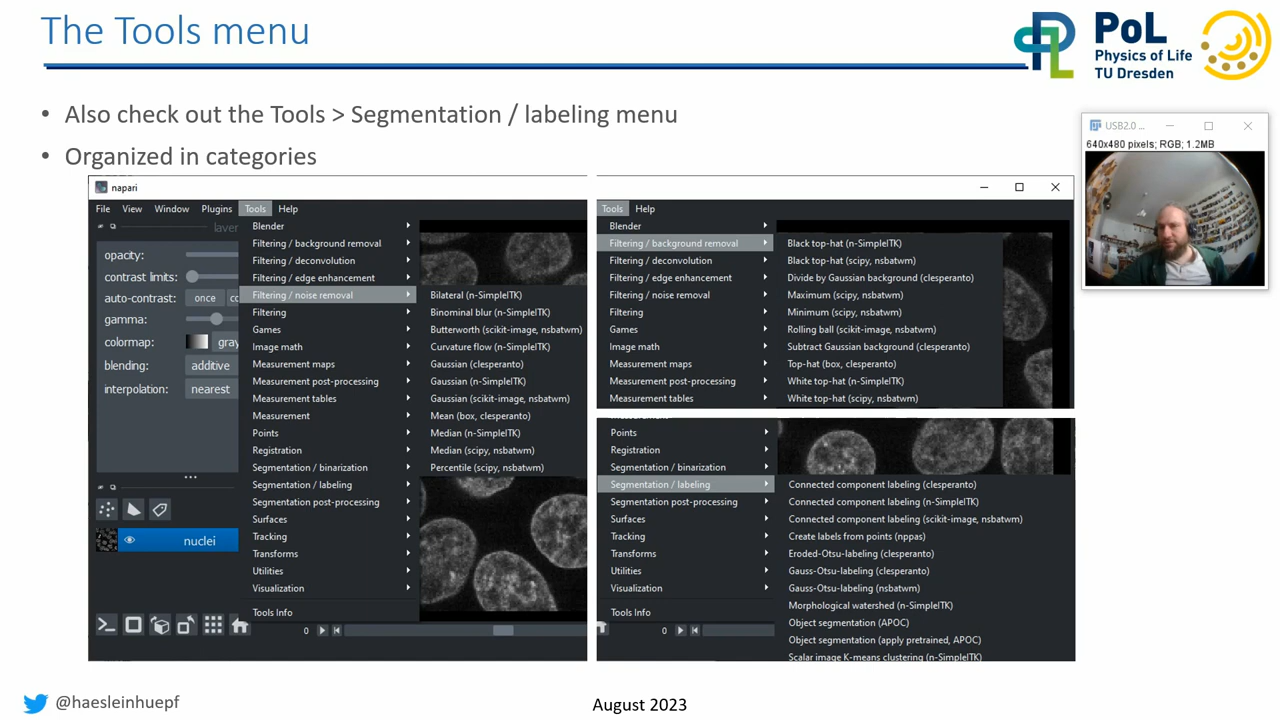 The Tools menu
PoL
Physics of Life
TU Dresden
• Also check out the Tools > Segmentation / labeling menu
• Organized in categories
USB2.0 ...
640x480 pixels; RGB; 1.2MB
napari
File View Window Plugins Tools Help
layer
opacity:
contrast limits:
auto-contrast: once co
gamma:
colormap: gray
blending: additive
interpolation: nearest
nuclei
Blender
Filtering / background removal
Filtering / deconvolution
Filtering / edge enhancement
Filtering / noise removal
Filtering
Games
Image math
Measurement maps
Measurement post-processing
Measurement tables
Measurement
Points
Registration
Segmentation / binarization
Segmentation / labeling
Segmentation post-processing
Surfaces
Tracking
Transforms
Utilities
Visualization
Tools Info
Bilateral (n-SimpleITK)
Binominal blur (n-SimpleITK)
Butterworth (scikit-image, nsbatwm)
Curvature flow (n-SimpleITK)
Gaussian (clesperanto)
Gaussian (n-SimpleITK)
Gaussian (scikit-image, nsbatwm)
Mean (box, clesperanto)
Median (n-SimpleITK)
Median (scipy, nsbatwm)
Percentile (scipy, nsbatwm)
0
Tools Help
Blender
Filtering / background removal
Filtering / deconvolution
Filtering / edge enhancement
Filtering / noise removal
Filtering
Games
Image math
Measurement maps
Measurement post-processing
Measurement tables
Black top-hat (n-SimpleITK)
Black top-hat (scipy, nsbatwm)
Divide by Gaussian background (clesperanto)
Maximum (scipy, nsbatwm)
Minimum (scipy, nsbatwm)
Rolling ball (scikit-image, nsbatwm)
Subtract Gaussian background (clesperanto)
Top-hat (box, clesperanto)
White top-hat (n-SimpleITK)
White top-hat (scipy, nsbatwm)
Points
Registration
Segmentation / binarization
Segmentation / labeling
Segmentation post-processing
Surfaces
Tracking
Transforms
Utilities
Visualization
Tools Info
0
Connected component labeling (clesperanto)
Connected component labeling (n-SimpleITK)
Connected component labeling (scikit-image, nsbatwm)
Create labels from points (nppas)
Eroded-Otsu-labeling (clesperanto)
Gauss-Otsu-labeling (clesperanto)
Gauss-Otsu-labeling (nsbatwm)
Morphological watershed (n-SimpleITK)
Object segmentation (APOC)
Object segmentation (apply pretrained, APOC)
Scalar image K-means clustering (n-SimpleITK)
@haesleinhuepf
August 2023